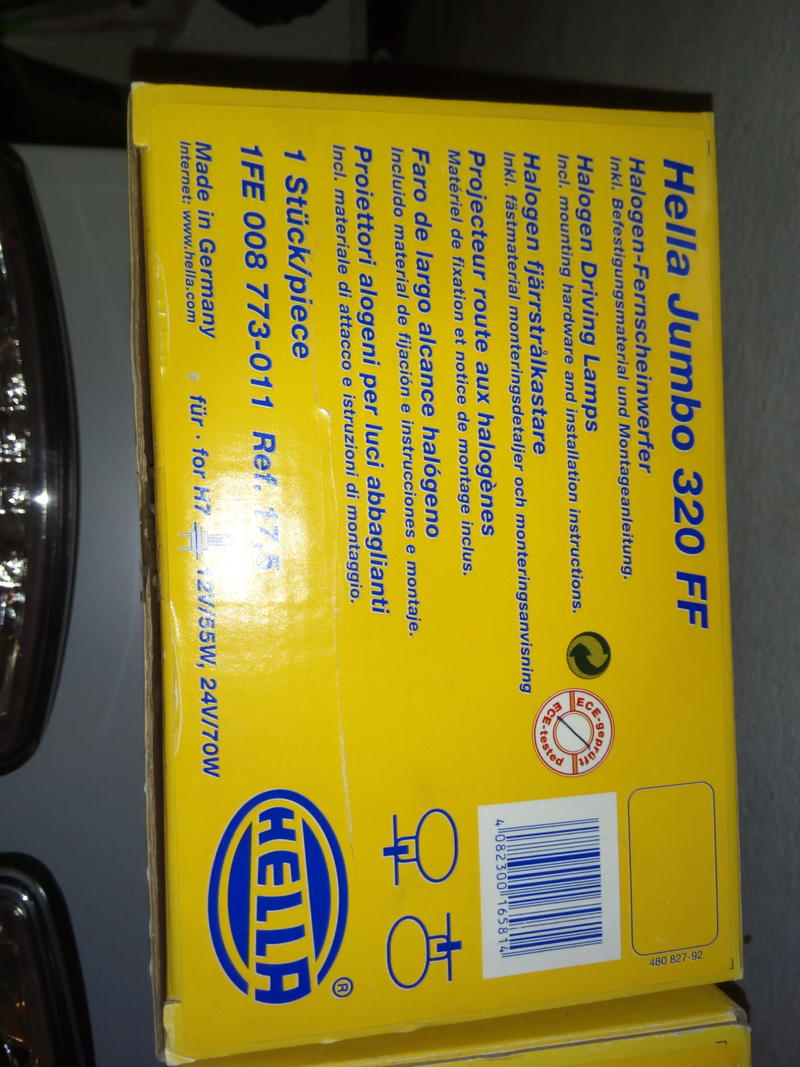 Hella Jumbo 320 FF
Halogen-Fernscheinwerfer
Inkl. Befestigungsmaterial und Montageanleitung.
Halogen Driving Lamps
Incl. mounting hardware and installation instructions.
Halogen fjärrstrålkastare
Inkl. fästmaterial monteringsdetaljer och monteringsanvisning
Projecteur route aux halogènes
Matériel de fixation et notice de montage inclus.
Faro de largo alcance halógeno
Incluido material de fijación e instrucciones e montaje.
Proiettori alogeni per luci abbaglianti
Incl. materiale di attacco e istruzioni di montaggio.
1 Stück/piece
1FE 008 773-011 Ref. 17,5
Made in Germany
Internet: www.hella.com
für · for H7 12V/55W, 24V/70W
ECE-geprüft
ECE-tested
480 827-92
4 082300 165814
HELLA ®